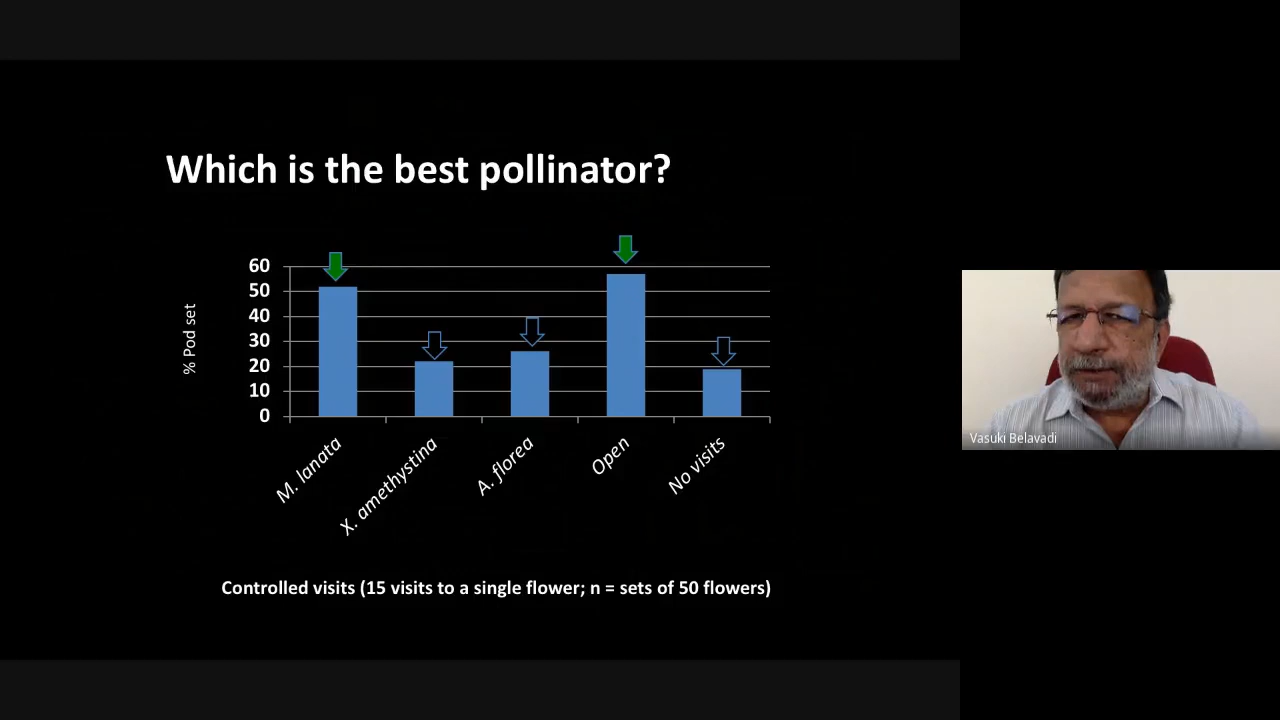 Which is the best pollinator?
60
50
40
30
20
10
0
% Pod set
M. lanata
X. amethystina
A. florea
Open
No visits
Controlled visits (15 visits to a single flower; n = sets of 50 flowers)
Vasuki Belavadi